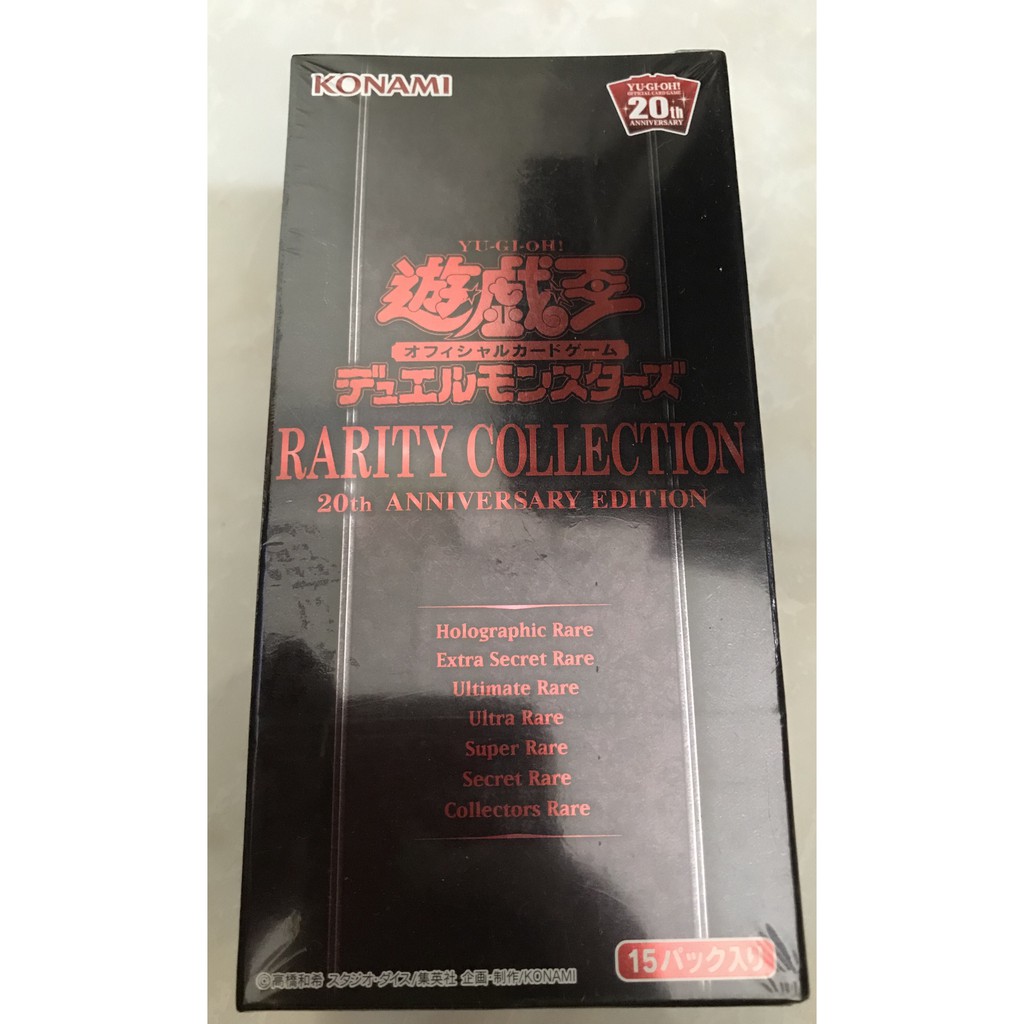 KONAMI
YU-GI-OH!
OFFICIAL CARD GAME
20th
ANNIVERSARY
YU-GI-OH!
遊戯王
オフィシャルカードゲーム
デュエルモンスターズ
RARITY COLLECTION
20th ANNIVERSARY EDITION
Holographic Rare
Extra Secret Rare
Ultimate Rare
Ultra Rare
Super Rare
Secret Rare
Collectors Rare
15パック入り
©高橋和希 スタジオ・ダイス/集英社 企画・制作/KONAMI